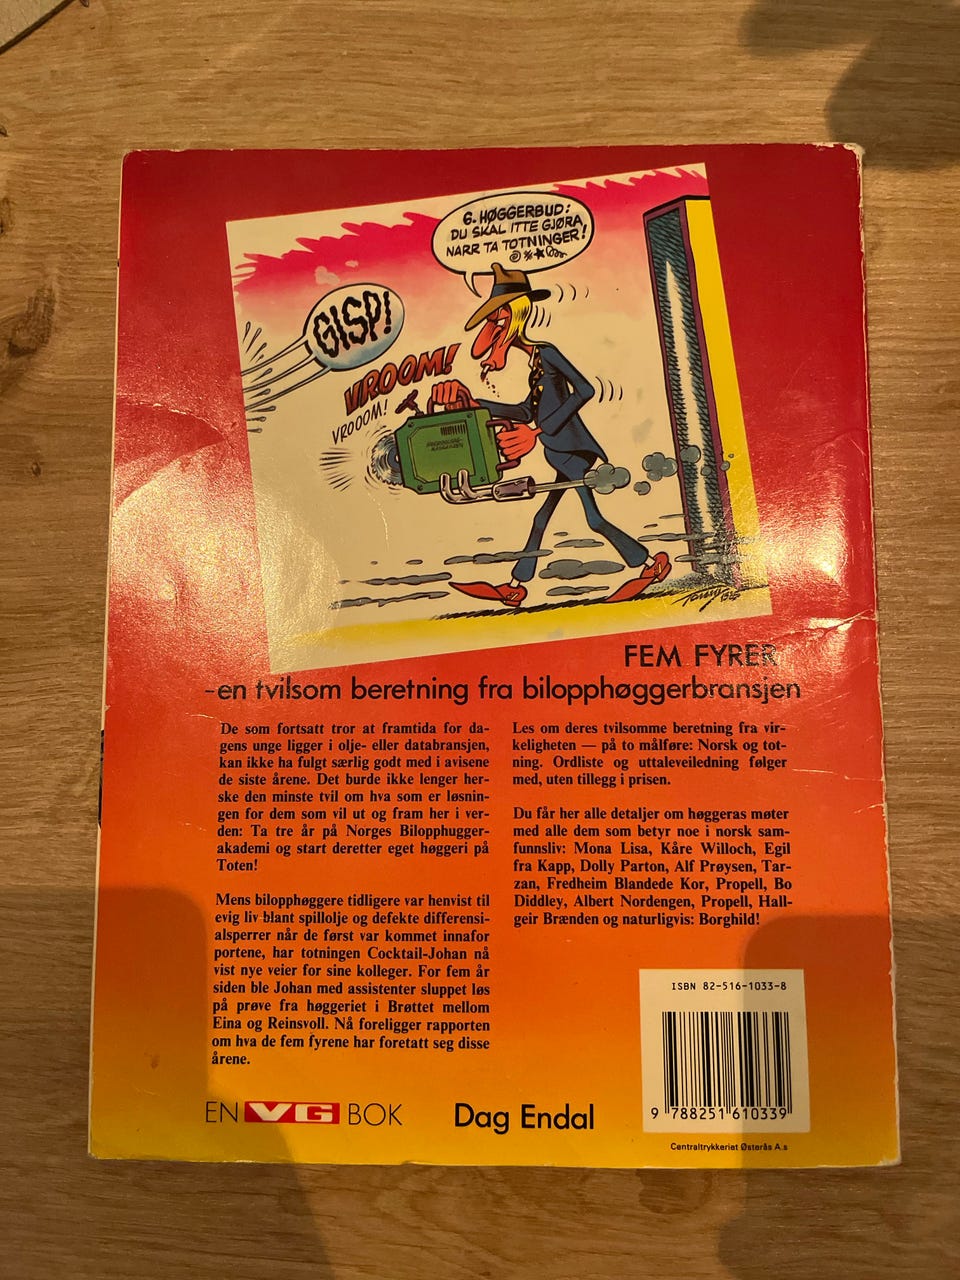 6. HØGGERBUD:
DU SKAL ITTE GJØRA
NARR TA TOTNINGER!
GISP!
VROOM!
VROOOM!
FEM FYRER
-en tvilsom beretning fra bilopphøggerbransjen
De som fortsatt tror at framtida for da-
gens unge ligger i olje- eller databransjen,
kan ikke ha fulgt særlig godt med i avisene
de siste årene. Det burde ikke lenger her-
ske den minste tvil om hva som er løsnin-
gen for dem som vil ut og fram her i ver-
den: Ta tre år på Norges Bilopphugger-
akademi og start deretter eget høggeri på
Toten!
Mens bilopphøggere tidligere var henvist til
evig liv blant spillolje og defekte differensi-
alsperrer når de først var kommet innafor
portene, har totningen Cocktail-Johan nå
vist nye veier for sine kolleger. For fem år
siden ble Johan med assistenter sluppet løs
på prøve fra høggeriet i Brøttet mellom
Eina og Reinsvoll. Nå foreligger rapporten
om hva de fem fyrene har foretatt seg disse
årene.
Les om deres tvilsomme beretning fra vir-
keligheten — på to målføre: Norsk og tot-
ning. Ordliste og uttaleveiledning følger
med, uten tillegg i prisen.
Du får her alle detaljer om høggeras møter
med alle dem som betyr noe i norsk sam-
funnsliv: Mona Lisa, Kåre Willoch, Egil
fra Kapp, Dolly Parton, Alf Prøysen, Tar-
zan, Fredheim Blandede Kor, Propell, Bo
Diddley, Albert Nordengen, Propell, Hall-
geir Brænden og naturligvis: Borghild!
ISBN 82-516-1033-8
9 788251 610339
EN VG BOK
Dag Endal
Centraltrykkeriet Østerås A.s